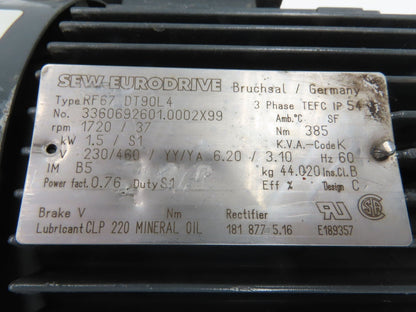 SEW-EURODRIVE Bruchsal / Germany
Type RF67 DT90L4 3 Phase TEFC IP 54
No. 3360692601.0002X99 Amb.°C SF
rpm 1720 / 37 Nm 385
kW 1.5 / S1 K.V.A.-Code K
V 230/460 / YY/YA 6.20 / 3.10 Hz 60
IM B5 kg 44.020 Ins.Cl. B
Power fact. 0.76 Duty S1 Eff % Design C
Brake V Nm Rectifier
Lubricant CLP 220 MINERAL OIL 181 877 5.16 E189357